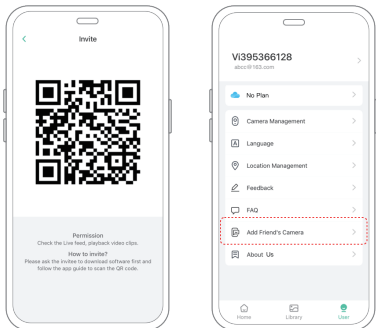 Invite
Permission
Check the Live feed, playback video clips.
How to invite?
Please ask the invitee to download software first and
follow the app guide to scan the QR code.
Vi395366128
abcc@163.com
No Plan
Camera Management
Language
Location Management
Feedback
FAQ
Add Friend's Camera
About Us
Home
Library
User